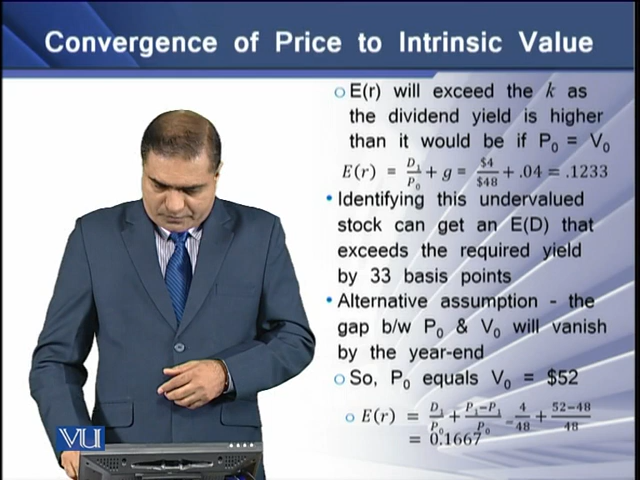 Convergence of Price to Intrinsic Value
E(r) will exceed the k as
the dividend yield is higher
than it would be if P₀ = V₀
E(r) = D₁/P₀ + g = $4/$48 + .04 = .1233
• Identifying this undervalued
stock can get an E(D) that
exceeds the required yield
by 33 basis points
• Alternative assumption - the
gap b/w P₀ & V₀ will vanish
by the year-end
So, P₀ equals V₀ = $52
E(r) = D₁/P₀ + P₁−P₁/P₀ = 4/48 + 52−48/48
= 0.1667
VU